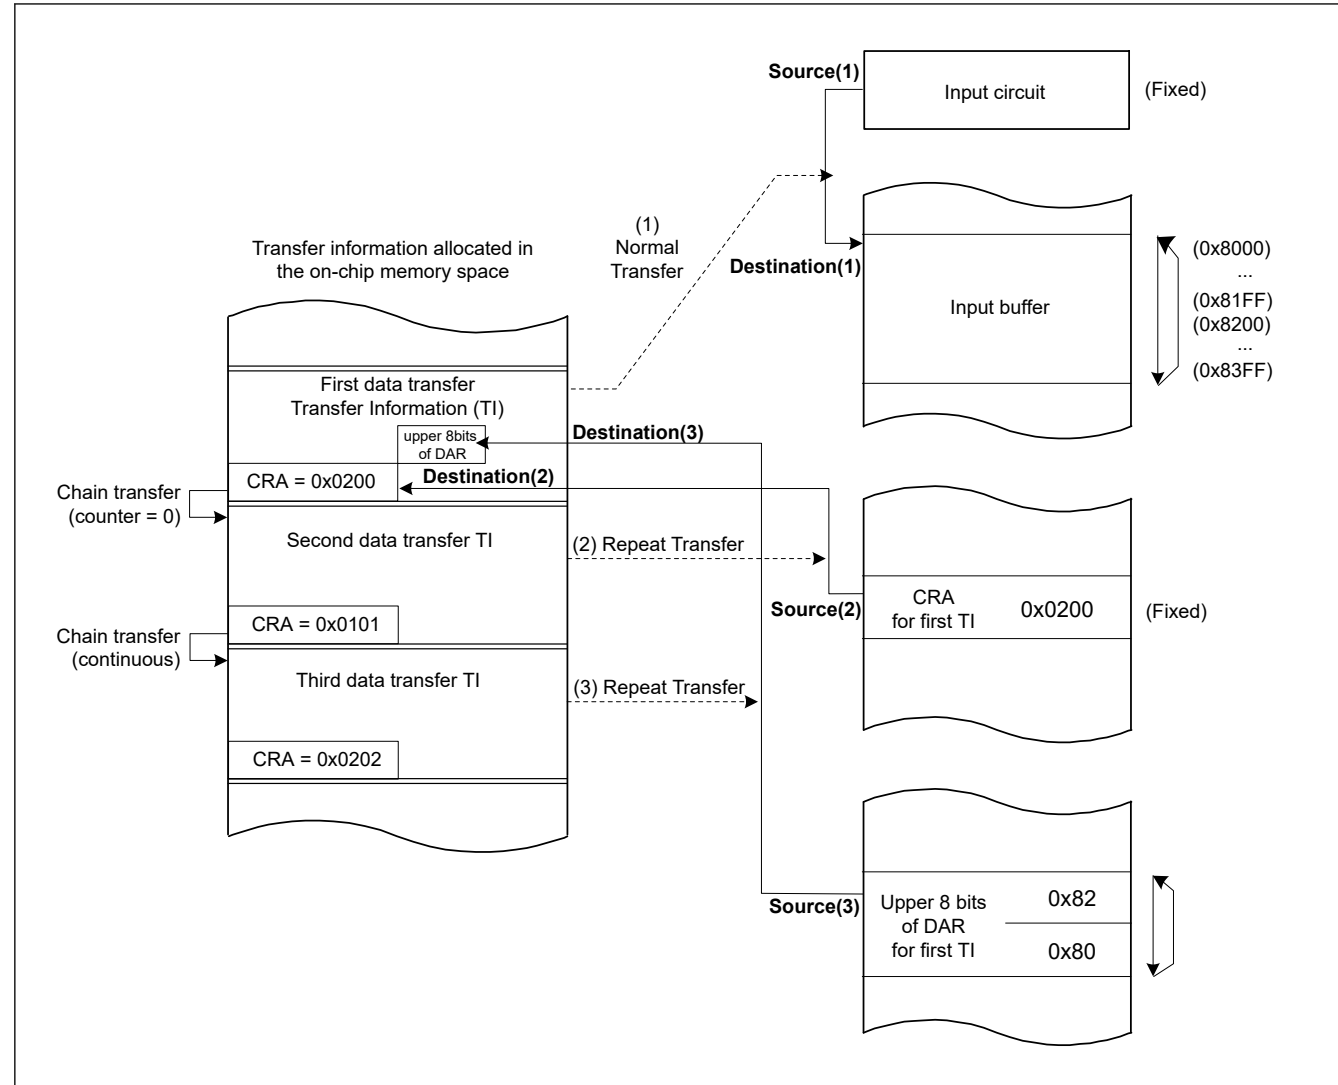 Source(1)
Input circuit
(Fixed)
(1)
Normal
Transfer
Destination(1)
Input buffer
(0x8000)
...
(0x81FF)
(0x8200)
...
(0x83FF)
Transfer information allocated in
the on-chip memory space
First data transfer
Transfer Information (TI)
upper 8bits
of DAR
Destination(3)
CRA = 0x0200
Destination(2)
Chain transfer
(counter = 0)
Second data transfer TI
(2) Repeat Transfer
CRA = 0x0101
Source(2)
CRA
for first TI
0x0200
(Fixed)
Chain transfer
(continuous)
Third data transfer TI
(3) Repeat Transfer
CRA = 0x0202
Source(3)
Upper 8 bits
of DAR
for first TI
0x82
0x80